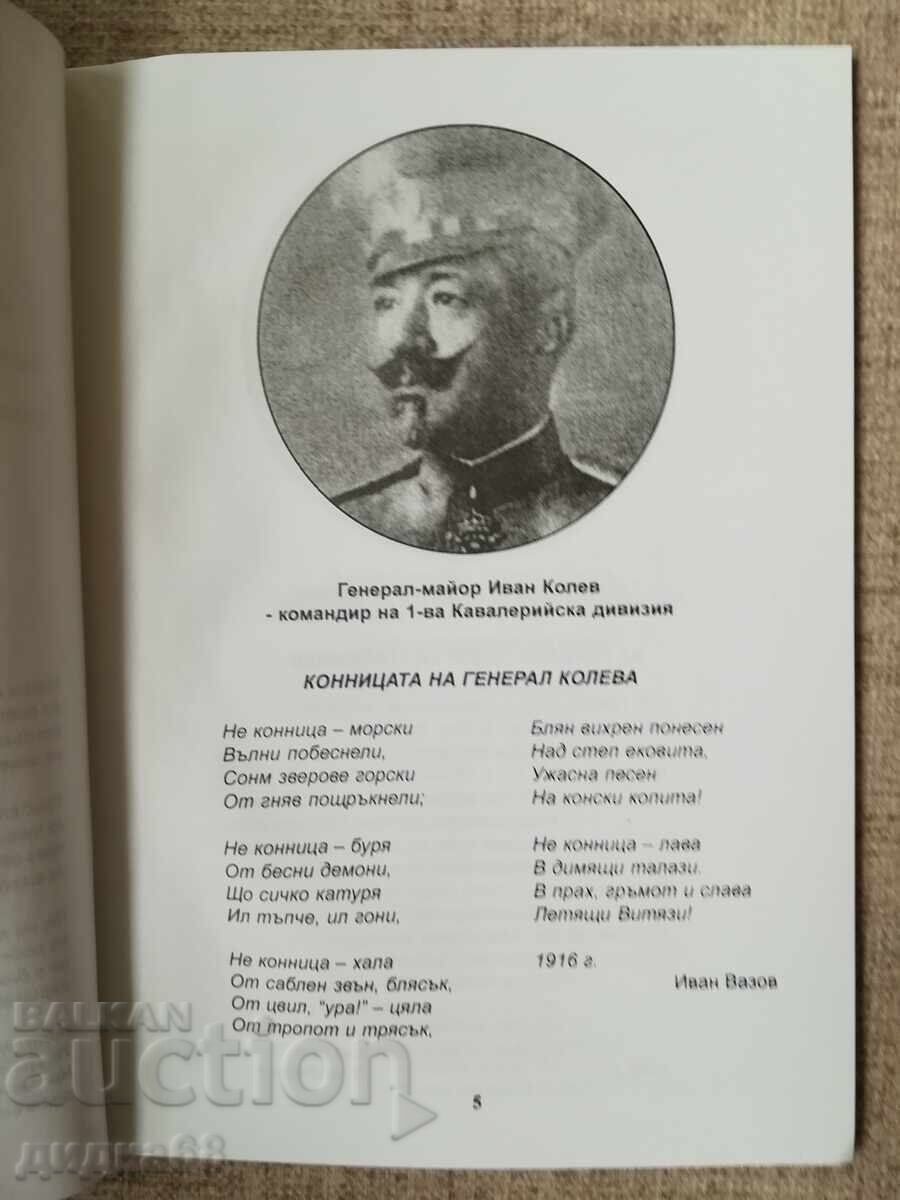 Генерал-майор Иван Колев
- командир на 1-ва Кавалерийска дивизия
КОННИЦАТА НА ГЕНЕРАЛ КОЛЕВА
Не конница – морски
Вълни побеснели,
Сонм зверове горски
От гняв пощръкнели;
Не конница – буря
От бесни демони,
Що сичко катуря
Ил тъпче, ил гони,
Не конница – хала
От саблен звън, блясък,
От цвил, "ура!" – цяла
От тропот и трясък,
Блян вихрен понесен
Над степ ековита,
Ужасна песен
На конски копита!
Не конница – лава
В димящи талази.
В прах, гръмот и слава
Летящи Витязи!
1916 г.
Иван Вазов
5
BALKAN
auction
дидка68